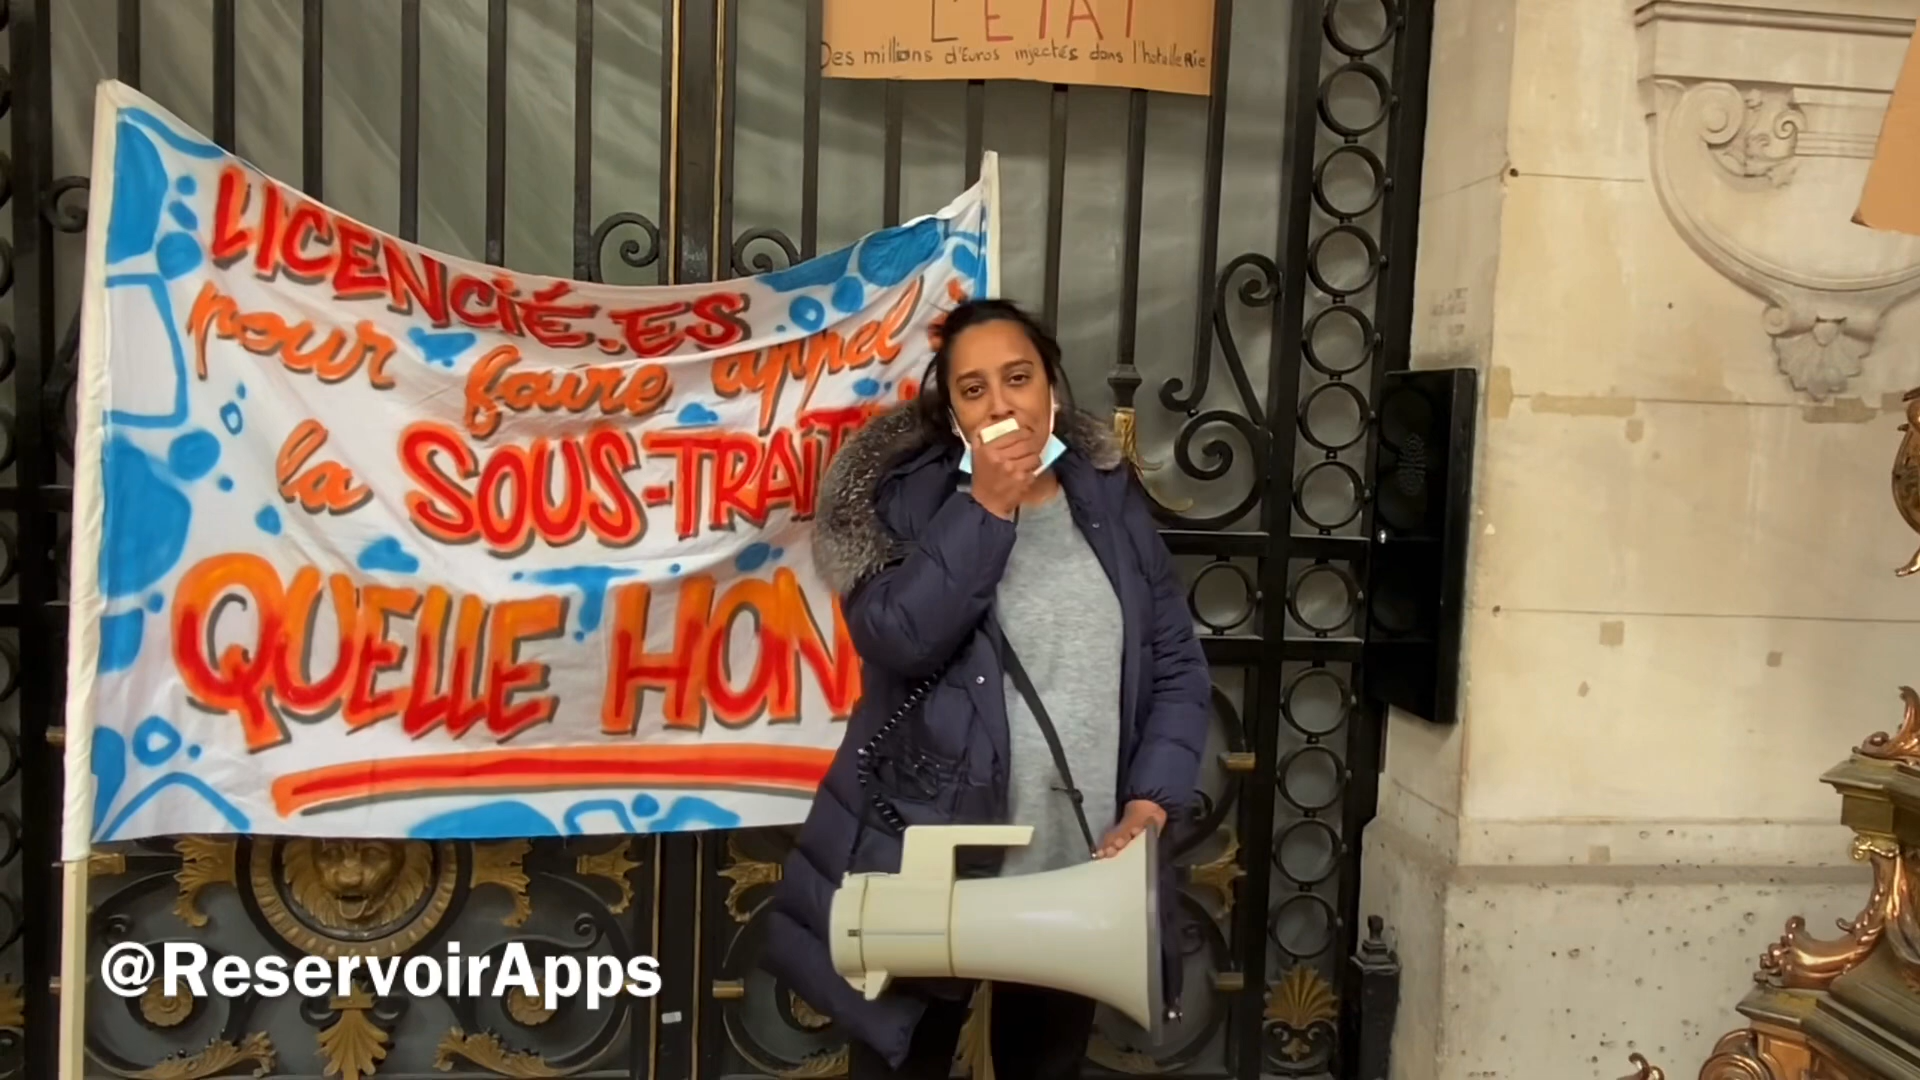 L'ETAT
Des millions d'Euros injectés dans l'hotellerie
LICENCIÉ.ES
pour faire appel à
la SOUS-TRAIT
QUELLE HON
@ReservoirApps